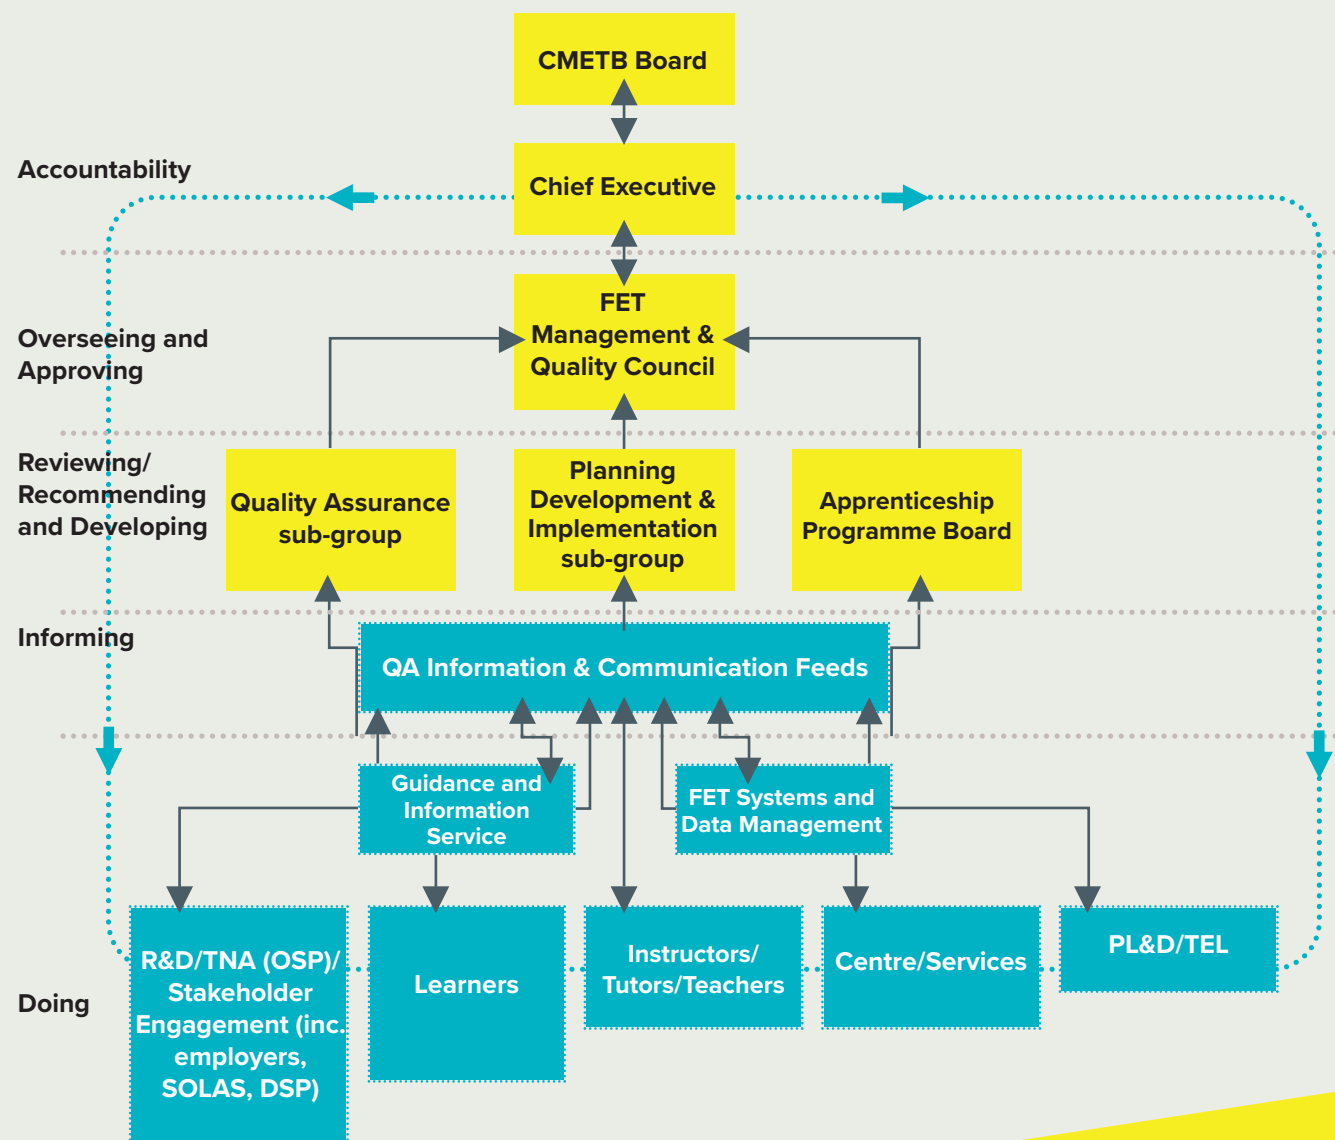 CMETB Board
Accountability
Chief Executive
Overseeing and
Approving
FET
Management &
Quality Council
Reviewing/
Recommending
and Developing
Quality Assurance
sub-group
Planning
Development &
Implementation
sub-group
Apprenticeship
Programme Board
Informing
QA Information & Communication Feeds
Guidance and
Information
Service
FET Systems and
Data Management
Doing
R&D/TNA (OSP)/
Stakeholder
Engagement (inc.
employers,
SOLAS, DSP)
Learners
Instructors/
Tutors/Teachers
Centre/Services
PL&D/TEL